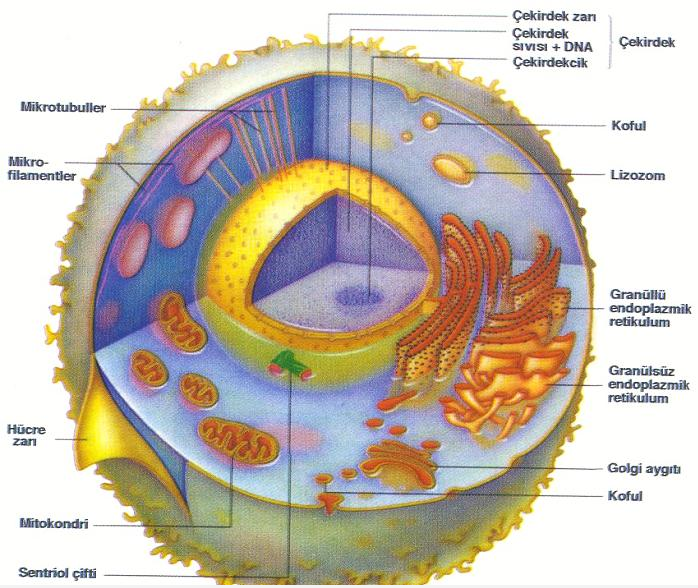 Çekirdek zarı
Çekirdek
sıvısı + DNA
Çekirdekcik
Çekirdek
Mikrotubuller
Mikro-
filamentler
Koful
Lizozom
Granüllü
endoplazmik
retikulum
Granülsüz
endoplazmik
retikulum
Hücre
zarı
Golgi aygıtı
Koful
Mitokondri
Sentriol çifti